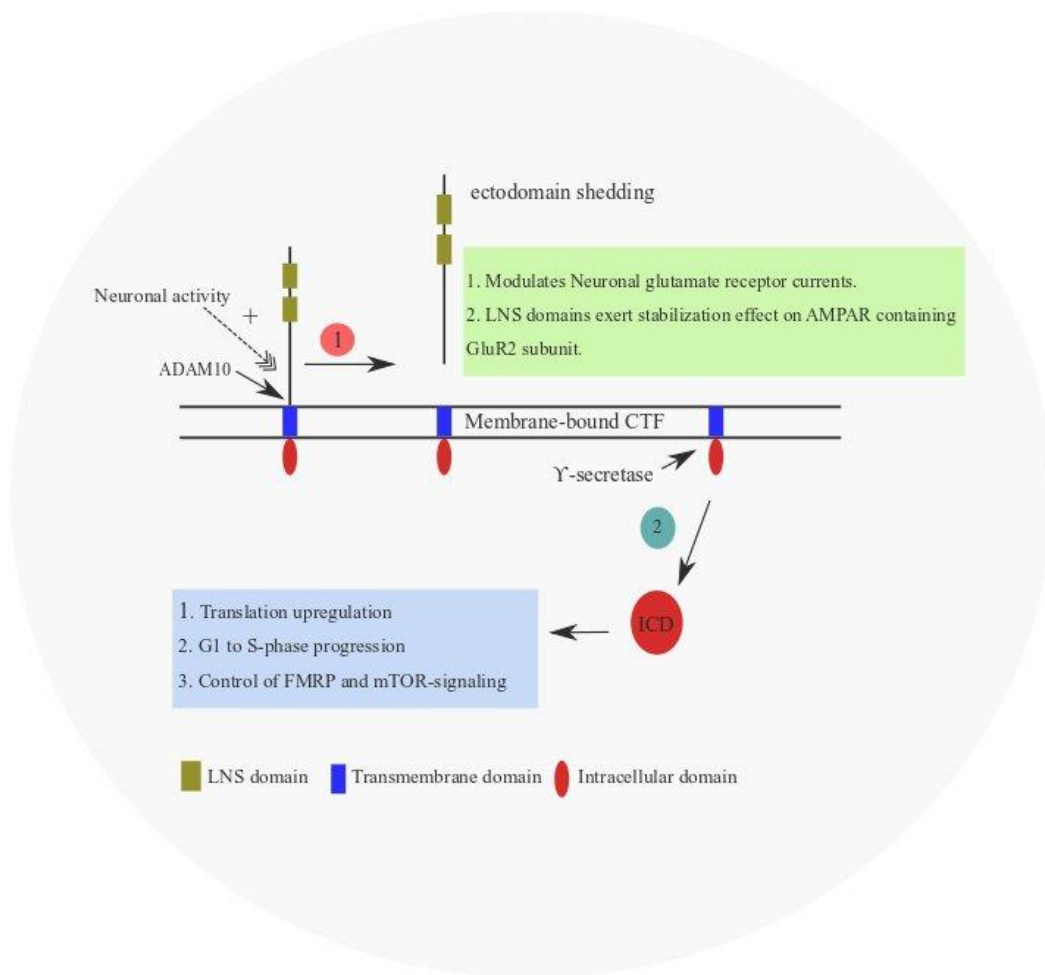 ectodomain shedding
1. Modulates Neuronal glutamate receptor currents.
2. LNS domains exert stabilization effect on AMPAR containing
GluR2 subunit.
Neuronal activity
+
1
ADAM10
Membrane-bound CTF
ϒ-secretase
2
ICD
1. Translation upregulation
2. G1 to S-phase progression
3. Control of FMRP and mTOR-signaling
LNS domain
Transmembrane domain
Intracellular domain